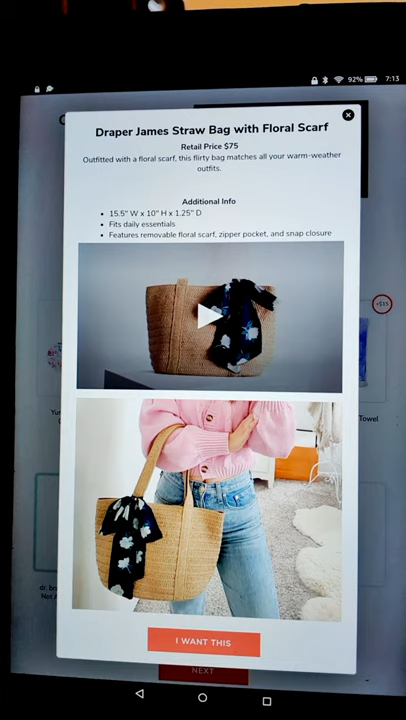 92% 7:13
Draper James Straw Bag with Floral Scarf
Retail Price $75
Outfitted with a floral scarf, this flirty bag matches all your warm-weather
outfits.
Additional Info
• 15.5" W x 10" H x 1.25" D
• Fits daily essentials
• Features removable floral scarf, zipper pocket, and snap closure
+$15
Towel
dr.
I WANT THIS
NEXT